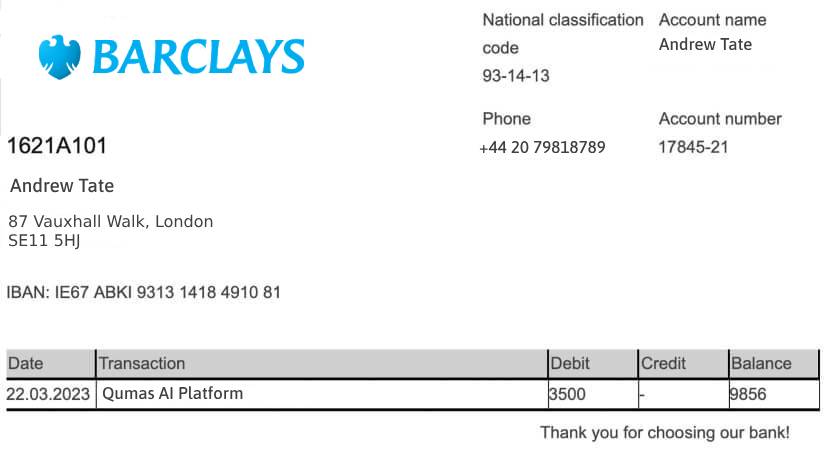 BARCLAYS
National classification
code
93-14-13
Account name
Andrew Tate
Phone
+44 20 79818789
Account number
17845-21
1621A101
Andrew Tate
87 Vauxhall Walk, London
SE11 5HJ
IBAN: IE67 ABKI 9313 1418 4910 81
Date Transaction Debit Credit Balance
22.03.2023 Qumas AI Platform 3500 - 9856
Thank you for choosing our bank!